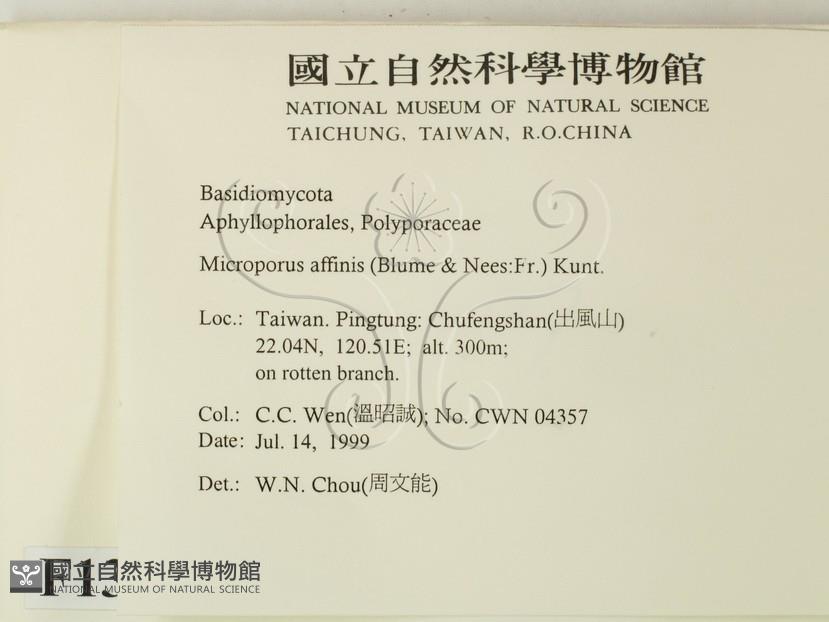 國立自然科學博物館
NATIONAL MUSEUM OF NATURAL SCIENCE
TAICHUNG, TAIWAN, R.O.CHINA
Basidiomycota
Aphyllophorales, Polyporaceae
Microporus affinis (Blume & Nees:Fr.) Kunt.
Loc.: Taiwan. Pingtung: Chufengshan(出風山)
22.04N, 120.51E; alt. 300m;
on rotten branch.
Col.: C.C. Wen(溫昭誠); No. CWN 04357
Date: Jul. 14, 1999
Det.: W.N. Chou(周文能)
國立自然科學博物館
NATIONAL MUSEUM OF NATURAL SCIENCE